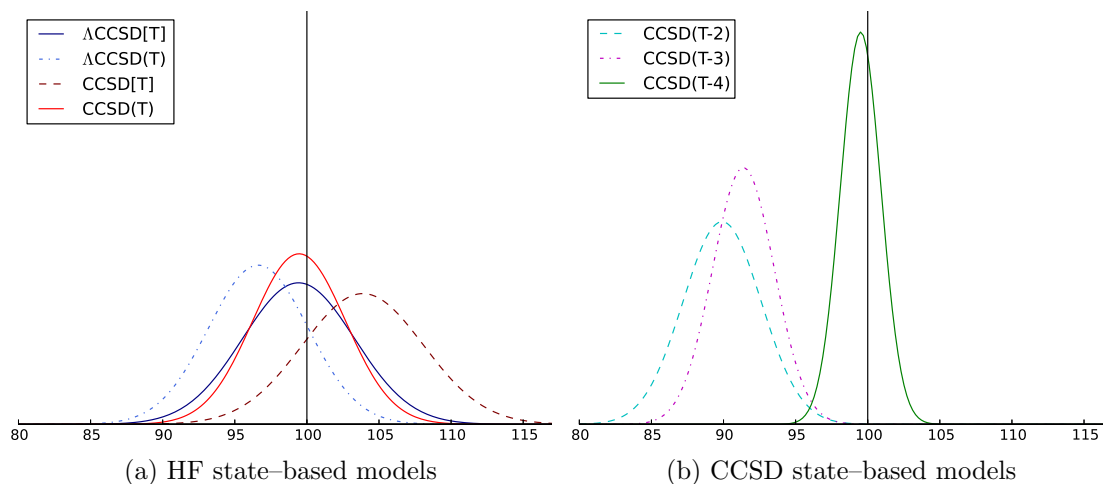 ΛCCSD[T]
ΛCCSD(T)
CCSD[T]
CCSD(T)
80 85 90 95 100 105 110 115
(a) HF state–based models
CCSD(T-2)
CCSD(T-3)
CCSD(T-4)
80 85 90 95 100 105 110 115
(b) CCSD state–based models